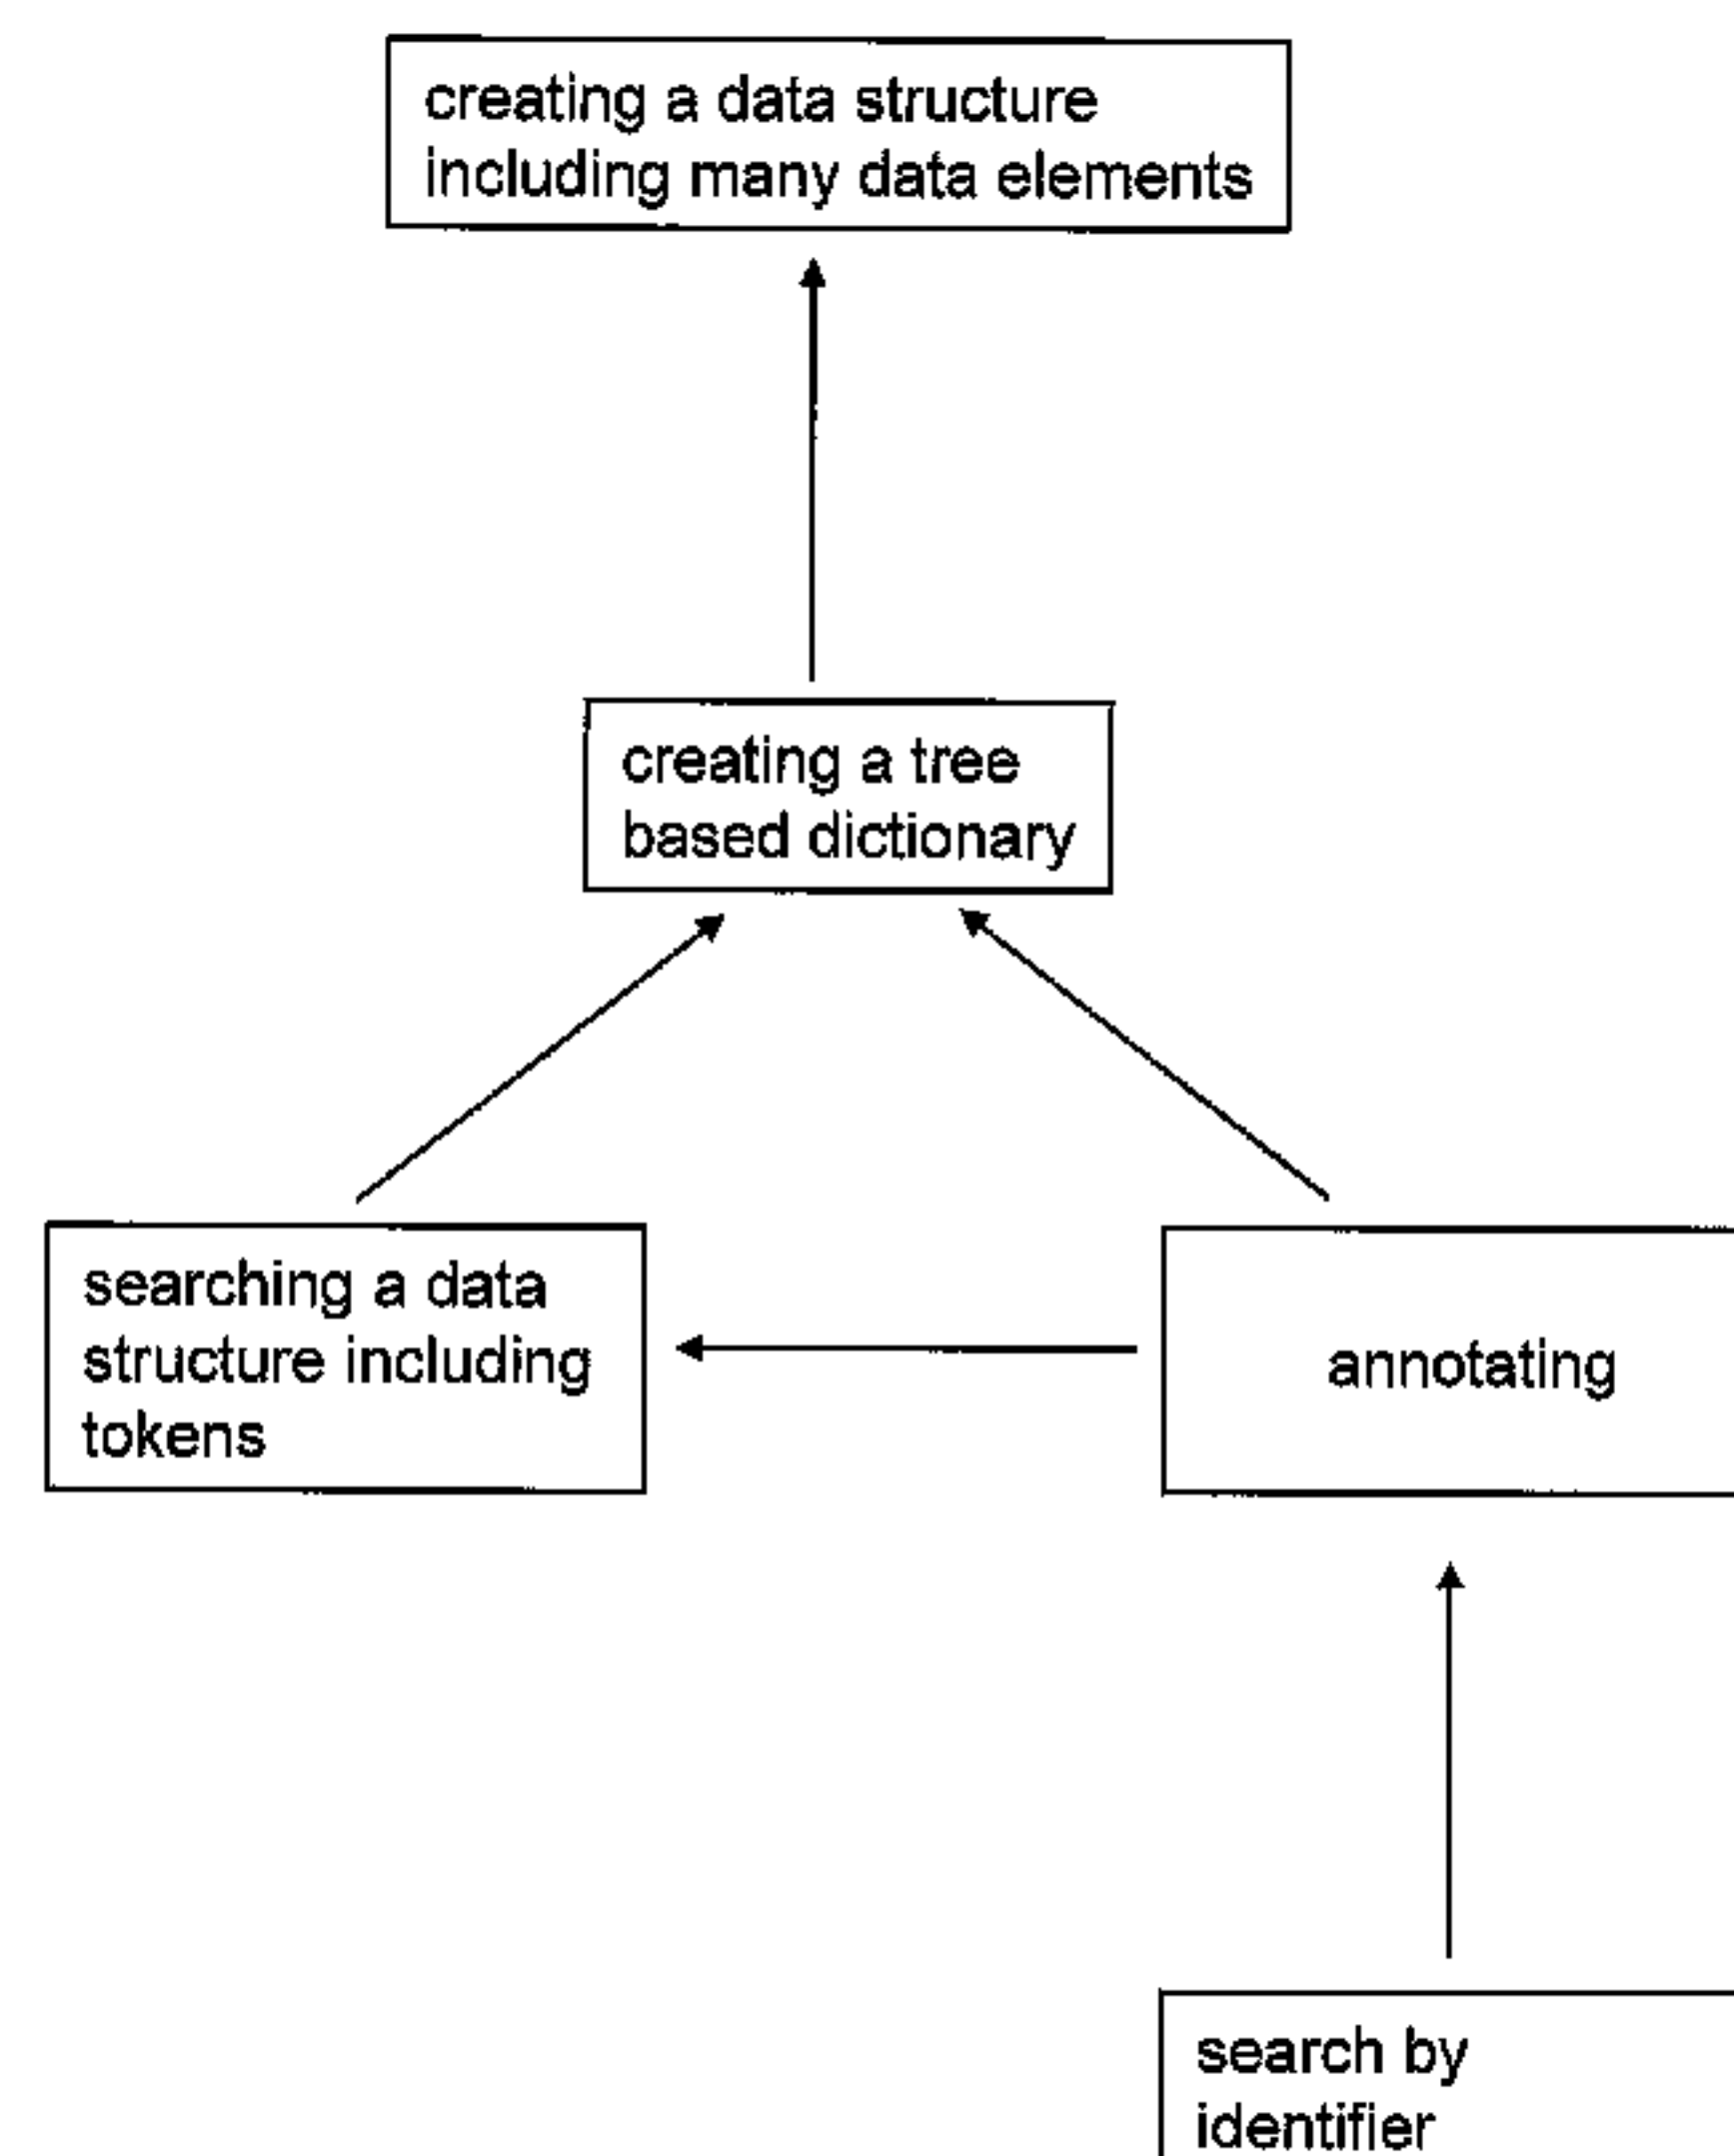 creating a data structure
including many data elements
creating a tree
based dictionary
searching a data
structure including
tokens
annotating
search by
identifier